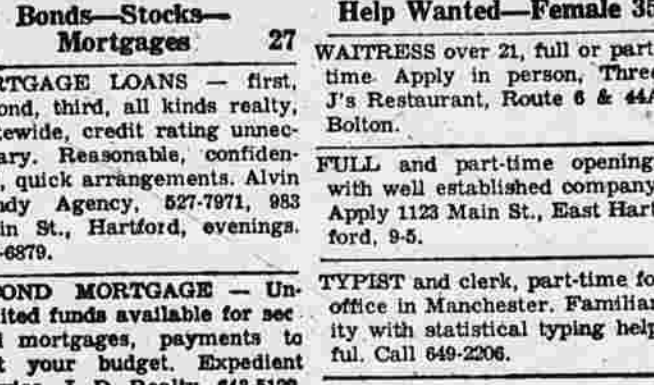 Bonds—Stocks—
Mortgages 27
RTGAGE LOANS — first,
ond, third, all kinds realty,
ewide, credit rating unnec-
ary. Reasonable, confiden-
, quick arrangements. Alvin
ndy Agency, 527-7971, 983
in St., Hartford, evenings.
-6879.
OND MORTGAGE — Un-
ited funds available for sec
mortgages, payments to
t your budget. Expedient
J. D. Realty, 643-5129
Help Wanted—Female 35
WAITRESS over 21, full or part
time. Apply in person, Three
J's Restaurant, Route 6 & 44A
Bolton.
FULL and part-time opening
with well established company
Apply 1123 Main St., East Hart
ford, 9-5.
TYPIST and clerk, part-time fo
office in Manchester. Familiar
ity with statistical typing help
ful. Call 649-2206.